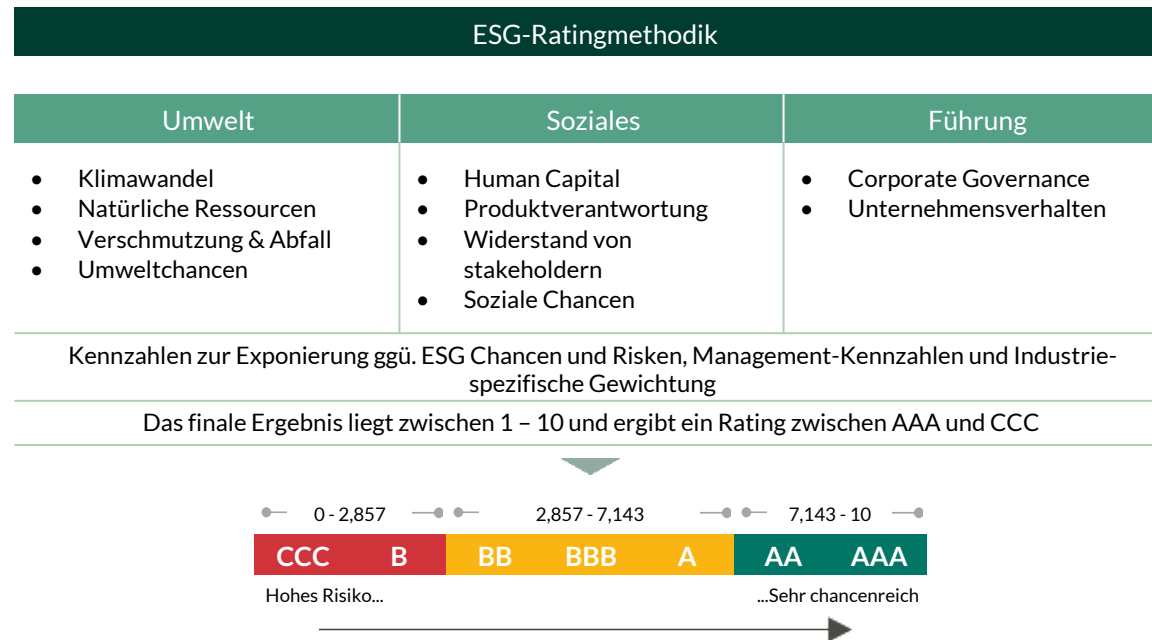 ESG-Ratingmethodik
Umwelt
Soziales
Führung
• Klimawandel
• Natürliche Ressourcen
• Verschmutzung & Abfall
• Umweltchancen
• Human Capital
• Produktverantwortung
• Widerstand von
stakeholdern
• Soziale Chancen
• Corporate Governance
• Unternehmensverhalten
Kennzahlen zur Exponierung ggü. ESG Chancen und Risken, Management-Kennzahlen und Industrie-
spezifische Gewichtung
Das finale Ergebnis liegt zwischen 1 – 10 und ergibt ein Rating zwischen AAA und CCC
0 - 2,857
2,857 - 7,143
7,143 - 10
CCC B BB BBB A AA AAA
Hohes Risiko...
...Sehr chancenreich